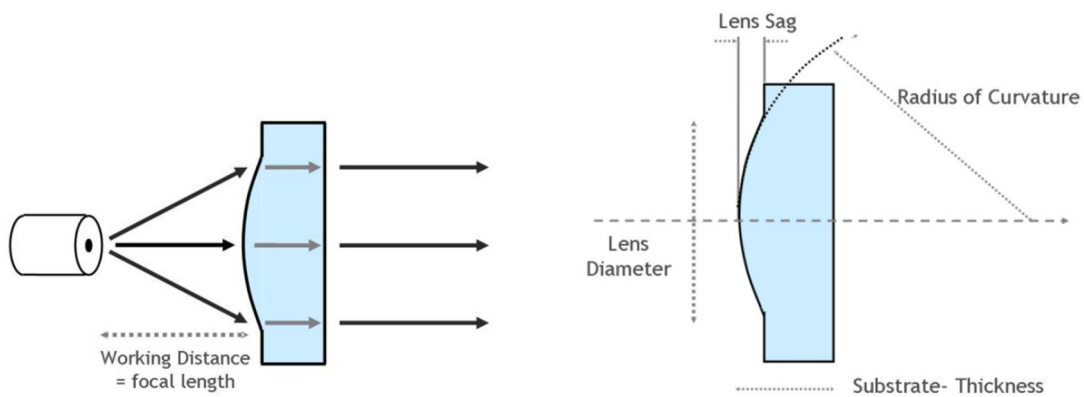 Working Distance
= focal length
Lens Sag
Radius of Curvature
Lens
Diameter
Substrate- Thickness